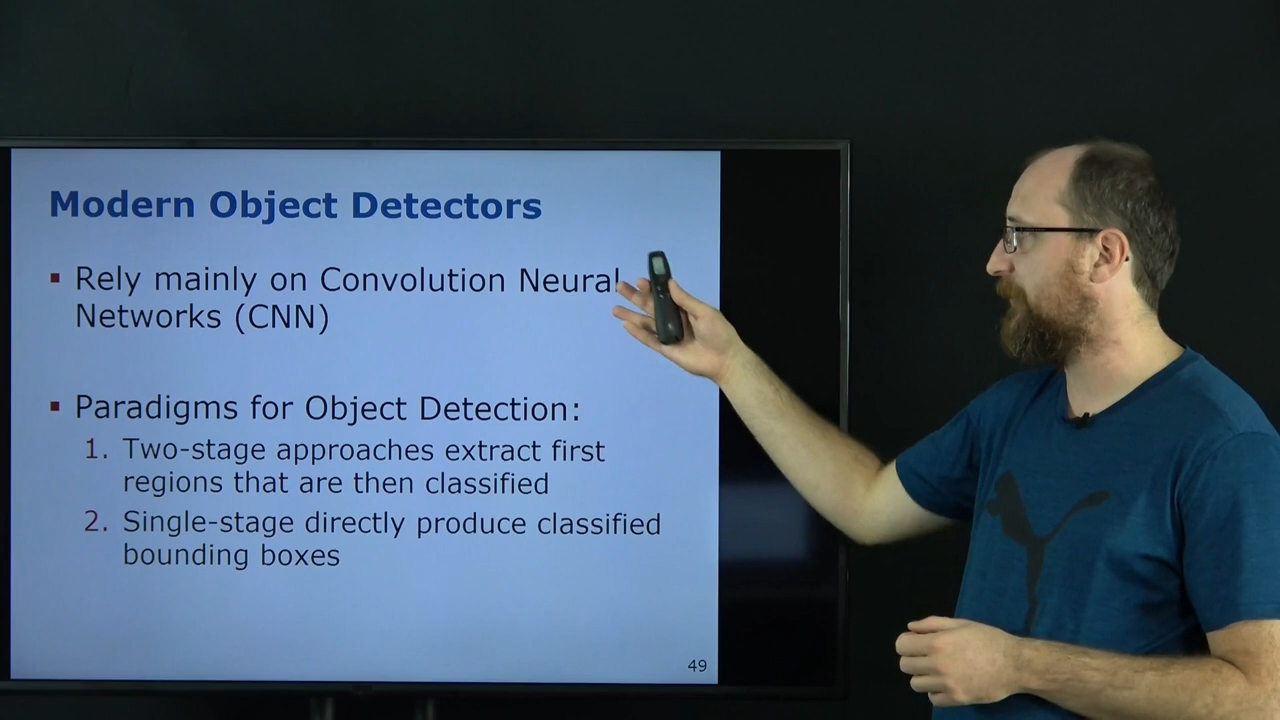 Modern Object Detectors
▪ Rely mainly on Convolution Neural
Networks (CNN)
▪ Paradigms for Object Detection:
1. Two-stage approaches extract first
regions that are then classified
2. Single-stage directly produce classified
bounding boxes
49